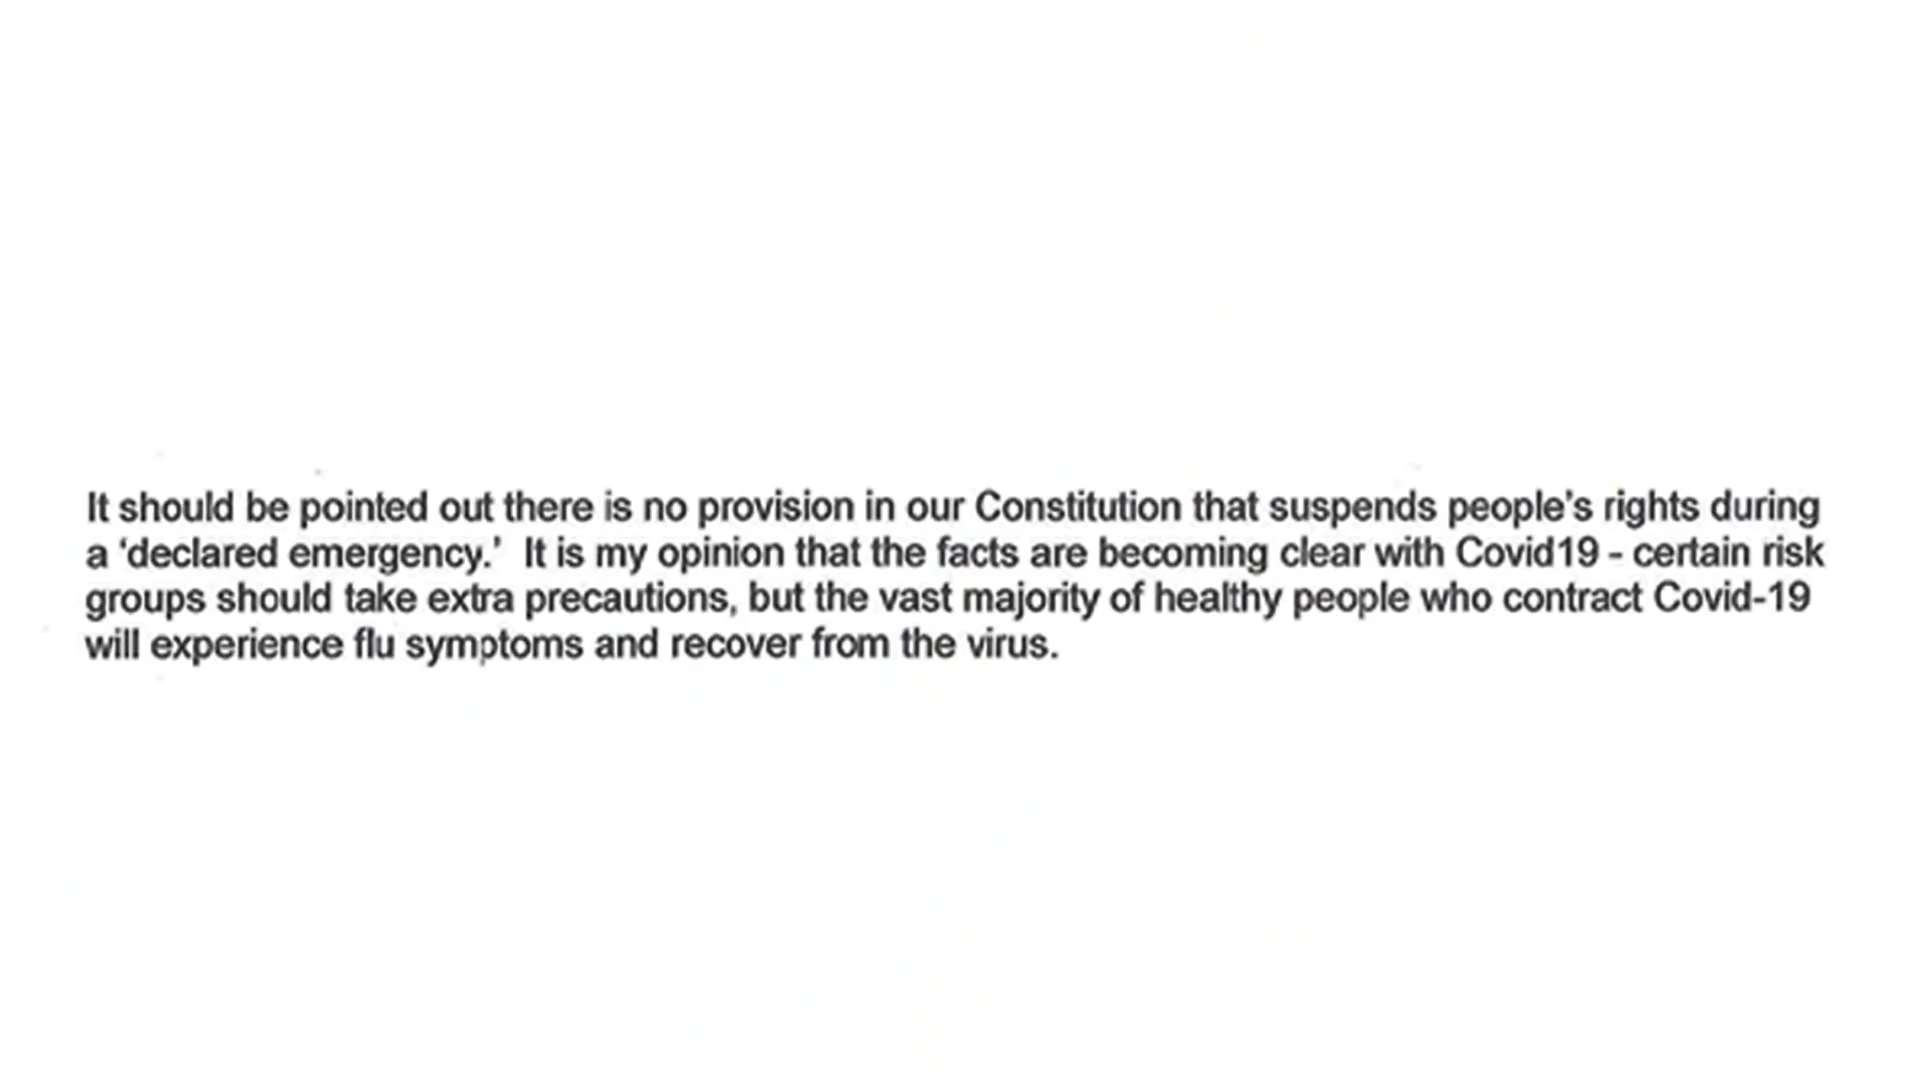 It should be pointed out there is no provision in our Constitution that suspends people's rights during
a 'declared emergency.'  It is my opinion that the facts are becoming clear with Covid19 - certain risk
groups should take extra precautions, but the vast majority of healthy people who contract Covid-19
will experience flu symptoms and recover from the virus.